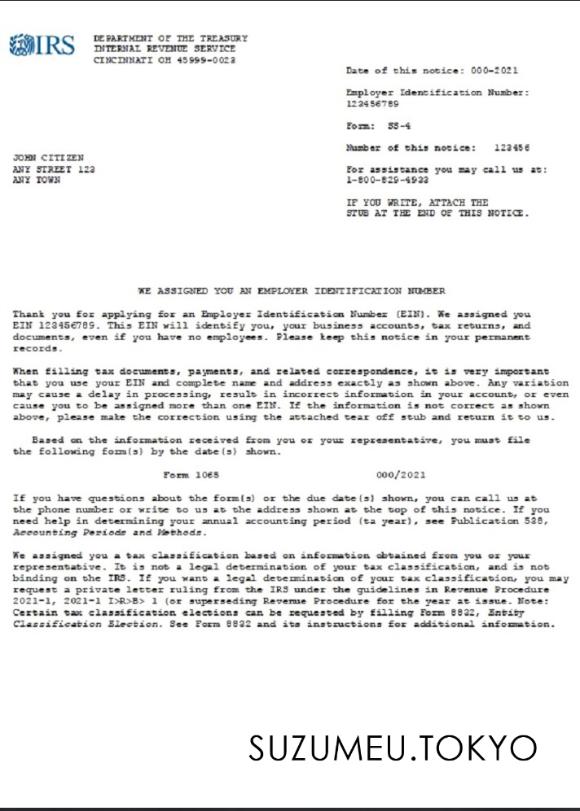 IRS
DEPARTMENT OF THE TREASURY
INTERNAL REVENUE SERVICE
CINCINNATI OH 45999-0023
Date of this notice: 000-2021
Employer Identification Number:
123456789
Form: SS-4
Number of this notice: 123456
JOHN CITIZEN
ANY STREET 123
ANY TOWN
For assistance you may call us at:
1-800-829-4933
IF YOU WRITE, ATTACH THE
STUB AT THE END OF THIS NOTICE.
WE ASSIGNED YOU AN EMPLOYER IDENTIFICATION NUMBER
Thank you for applying for an Employer Identification Number (EIN). We assigned you
EIN 123456789. This EIN will identify you, your business accounts, tax returns, and
documents, even if you have no employees. Please keep this notice in your permanent
records.
When filling tax documents, payments, and related correspondence, it is very important
that you use your EIN and complete name and address exactly as shown above. Any variation
may cause a delay in processing, result in incorrect information in your account, or even
cause you to be assigned more than one EIN. If the information is not correct as shown
above, please make the correction using the attached tear off stub and return it to us.
Based on the information received from you or your representative, you must file
the following form(s) by the date(s) shown.
Form 1065 000/2021
If you have questions about the form(s) or the due date(s) shown, you can call us at
the phone number or write to us at the address shown at the top of this notice. If you
need help in determining your annual accounting period (ta year), see Publication 538,
Accounting Periods and Methods.
We assigned you a tax classification based on information obtained from you or your
representative. It is not a legal determination of your tax classification, and is not
binding on the IRS. If you want a legal determination of your tax classification, you may
request a private letter ruling from the IRS under the guidelines in Revenue Procedure
2021-1, 2021-1 I>R>B> 1 (or superseding Revenue Procedure for the year at issue. Note:
Certain tax classification elections can be requested by filing Form 8832, Entity
Classification Election. See Form 8832 and its instructions for additional information.
SUZUMEU.TOKYO